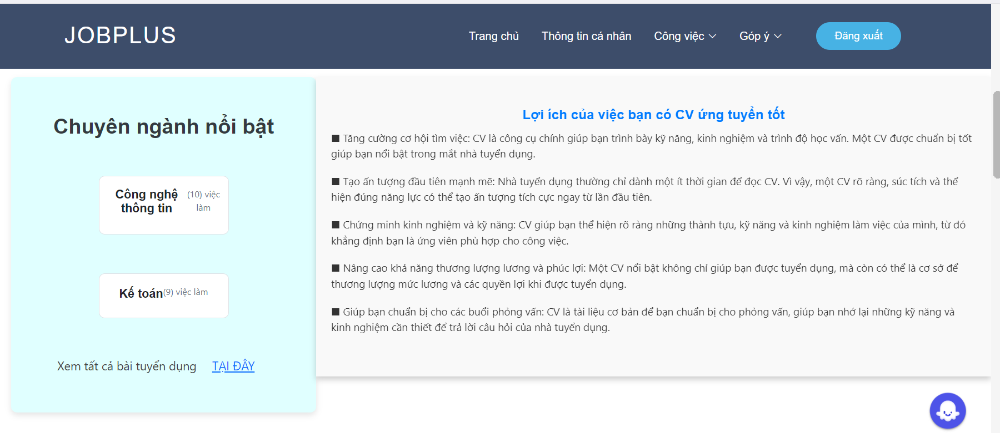 JOBPLUS
Trang chủ
Thông tin cá nhân
Công việc
Góp ý
Đăng xuất
Chuyên ngành nổi bật
Công nghệ
thông tin
(10) việc
làm
Kế toán(9) việc làm
Xem tất cả bài tuyển dụng TẠI ĐÂY
Lợi ích của việc bạn có CV ứng tuyển tốt
■ Tăng cường cơ hội tìm việc: CV là công cụ chính giúp bạn trình bày kỹ năng, kinh nghiệm và trình độ học vấn. Một CV được chuẩn bị tốt
giúp bạn nổi bật trong mắt nhà tuyển dụng.
■ Tạo ấn tượng đầu tiên mạnh mẽ: Nhà tuyển dụng thường chỉ dành một ít thời gian để đọc CV. Vì vậy, một CV rõ ràng, súc tích và thể
hiện đúng năng lực có thể tạo ấn tượng tích cực ngay từ lần đầu tiên.
■ Chứng minh kinh nghiệm và kỹ năng: CV giúp bạn thể hiện rõ ràng những thành tựu, kỹ năng và kinh nghiệm làm việc của mình, từ đó
khẳng định bạn là ứng viên phù hợp cho công việc.
■ Nâng cao khả năng thương lượng lương và phúc lợi: Một CV nổi bật không chỉ giúp bạn được tuyển dụng, mà còn có thể là cơ sở để
thương lượng mức lương và các quyền lợi khi được tuyển dụng.
■ Giúp bạn chuẩn bị cho các buổi phỏng vấn: CV là tài liệu cơ bản để bạn chuẩn bị cho phỏng vấn, giúp bạn nhớ lại những kỹ năng và
kinh nghiệm cần thiết để trả lời câu hỏi của nhà tuyển dụng.